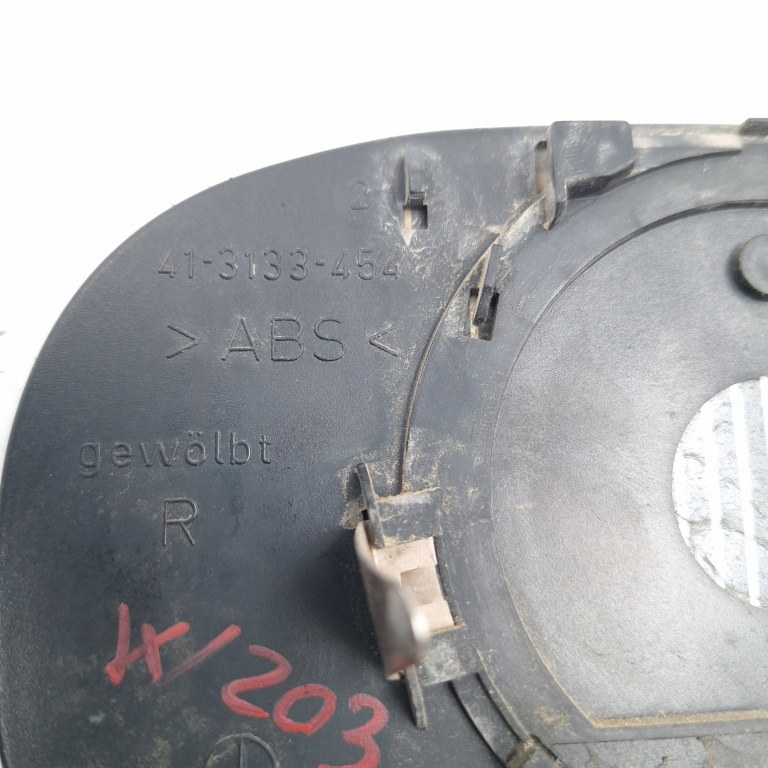 2
41-3133-454
> ABS <
gewölbt
R
W203